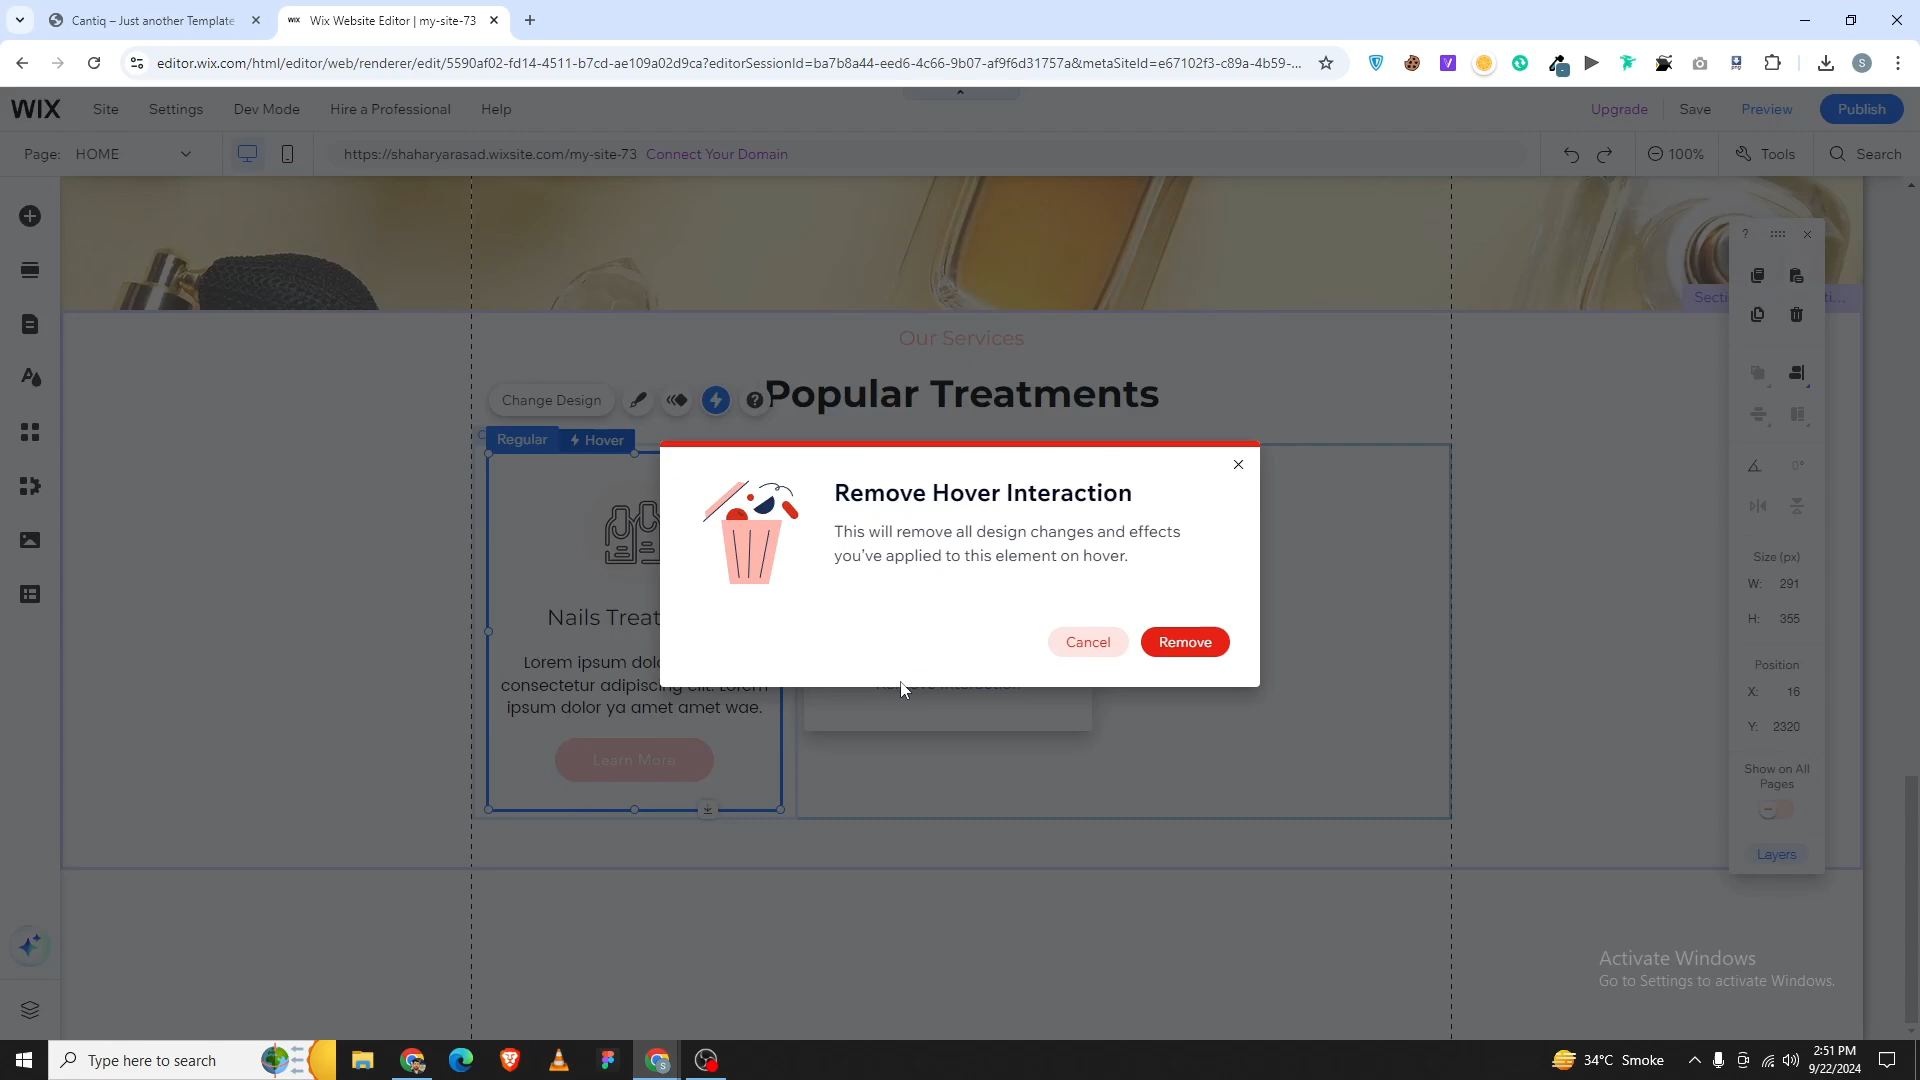 Cantiq – Just another Template
Wix Website Editor | my-site-73
editor.wix.com/html/editor/web/renderer/edit/5590af02-fd14-4511-b7cd-ae109a02d9ca?editorSessionId=ba7b8a44-eed6-4c66-9b07-af9f6d31757a&metaSiteId=e67102f3-c89a-4b59-...
WIX Site Settings Dev Mode Hire a Professional Help Upgrade Save Preview Publish
Page: HOME https://shaharyarasad.wixsite.com/my-site-73 Connect Your Domain 100% Tools Search
Our Services
Popular Treatments
Change Design
Regular Hover
Remove Hover Interaction
This will remove all design changes and effects
you've applied to this element on hover.
Cancel Remove
Nails Treat
Lorem ipsum dol
consectetur adipiscing elit. Lorem
ipsum dolor ya amet amet wae.
Learn More
0°
Size (px)
W: 291
H: 355
Position
X: 16
Y: 2320
Show on All
Pages
Layers
Activate Windows
Go to Settings to activate Windows.
Type here to search
34°C Smoke
2:51 PM
9/22/2024